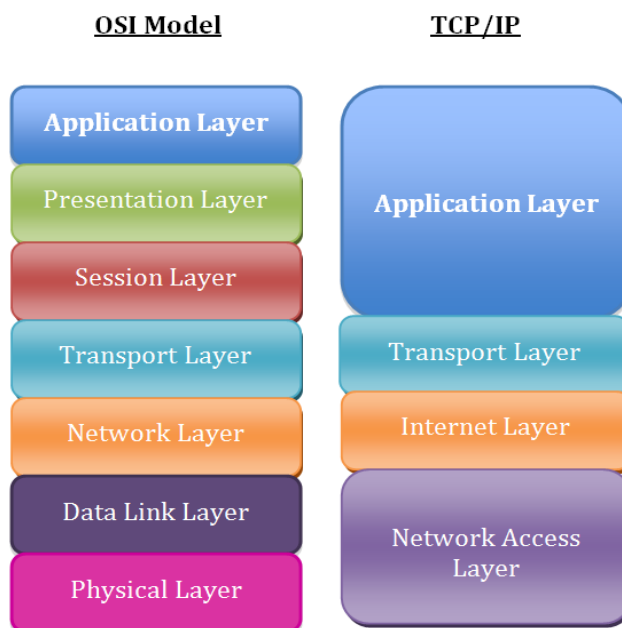 OSI Model
Application Layer
Presentation Layer
Session Layer
Transport Layer
Network Layer
Data Link Layer
Physical Layer
TCP/IP
Application Layer
Transport Layer
Internet Layer
Network Access
Layer